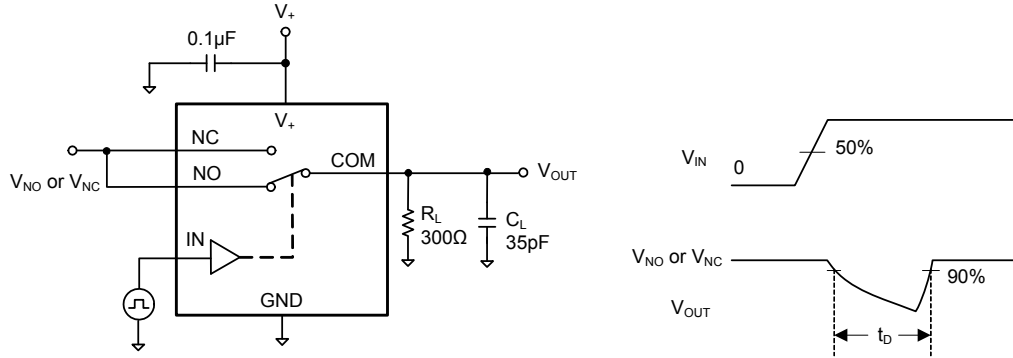 V+
0.1µF
V+
NC
NO
COM
VNO or VNC
VOUT
RL
300Ω
CL
35pF
IN
GND
VIN
0
50%
VNO or VNC
90%
VOUT
tD